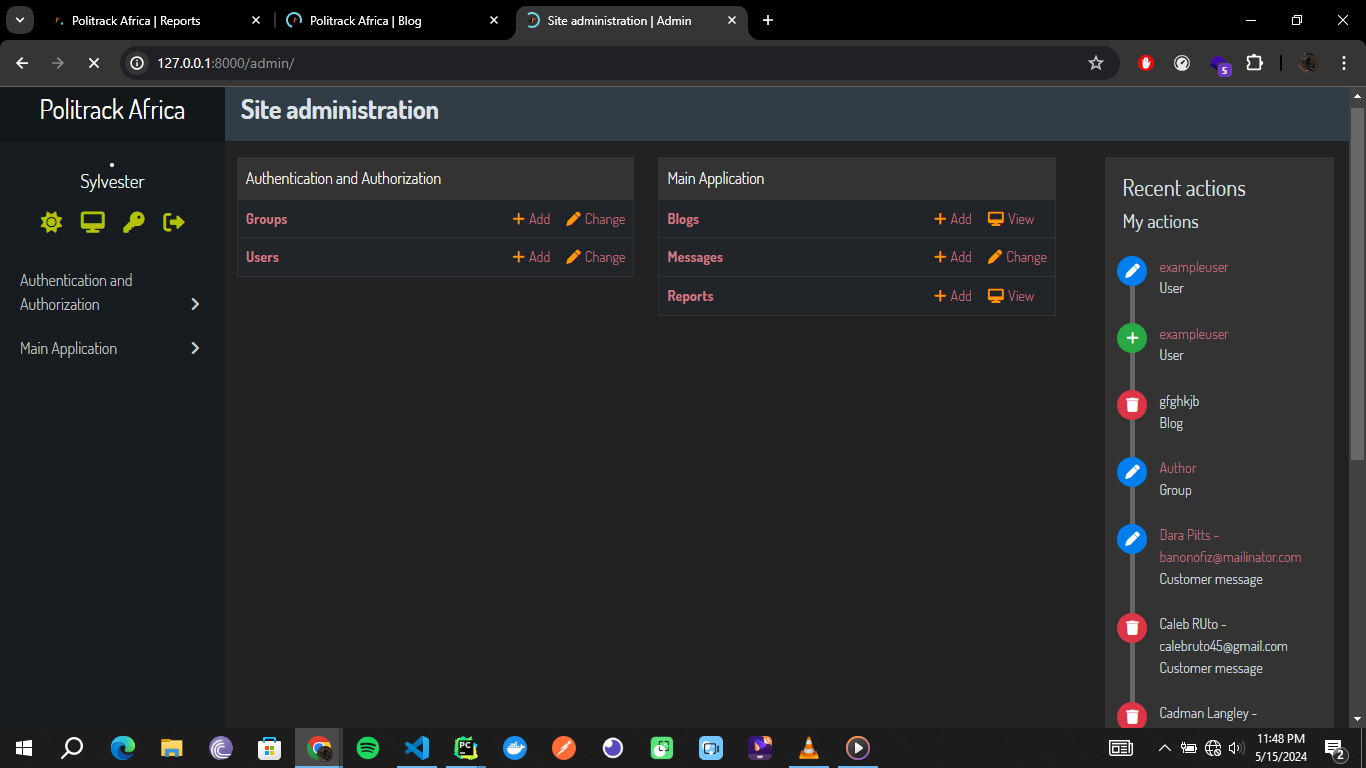 Politrack Africa | Reports
Politrack Africa | Blog
Site administration | Admin
127.0.0.1:8000/admin/
5
Politrack Africa
Site administration
Sylvester
Authentication and
Authorization
Main Application
Authentication and Authorization
Groups Add Change
Users Add Change
Main Application
Blogs Add View
Messages Add Change
Reports Add View
Recent actions
My actions
exampleuser
User
exampleuser
User
gfghkjb
Blog
Author
Group
Dara Pitts -
banonofiz@mailinator.com
Customer message
Caleb RUto -
calebruto45@gmail.com
Customer message
Cadman Langley -
PC
11:48 PM
5/15/2024
2